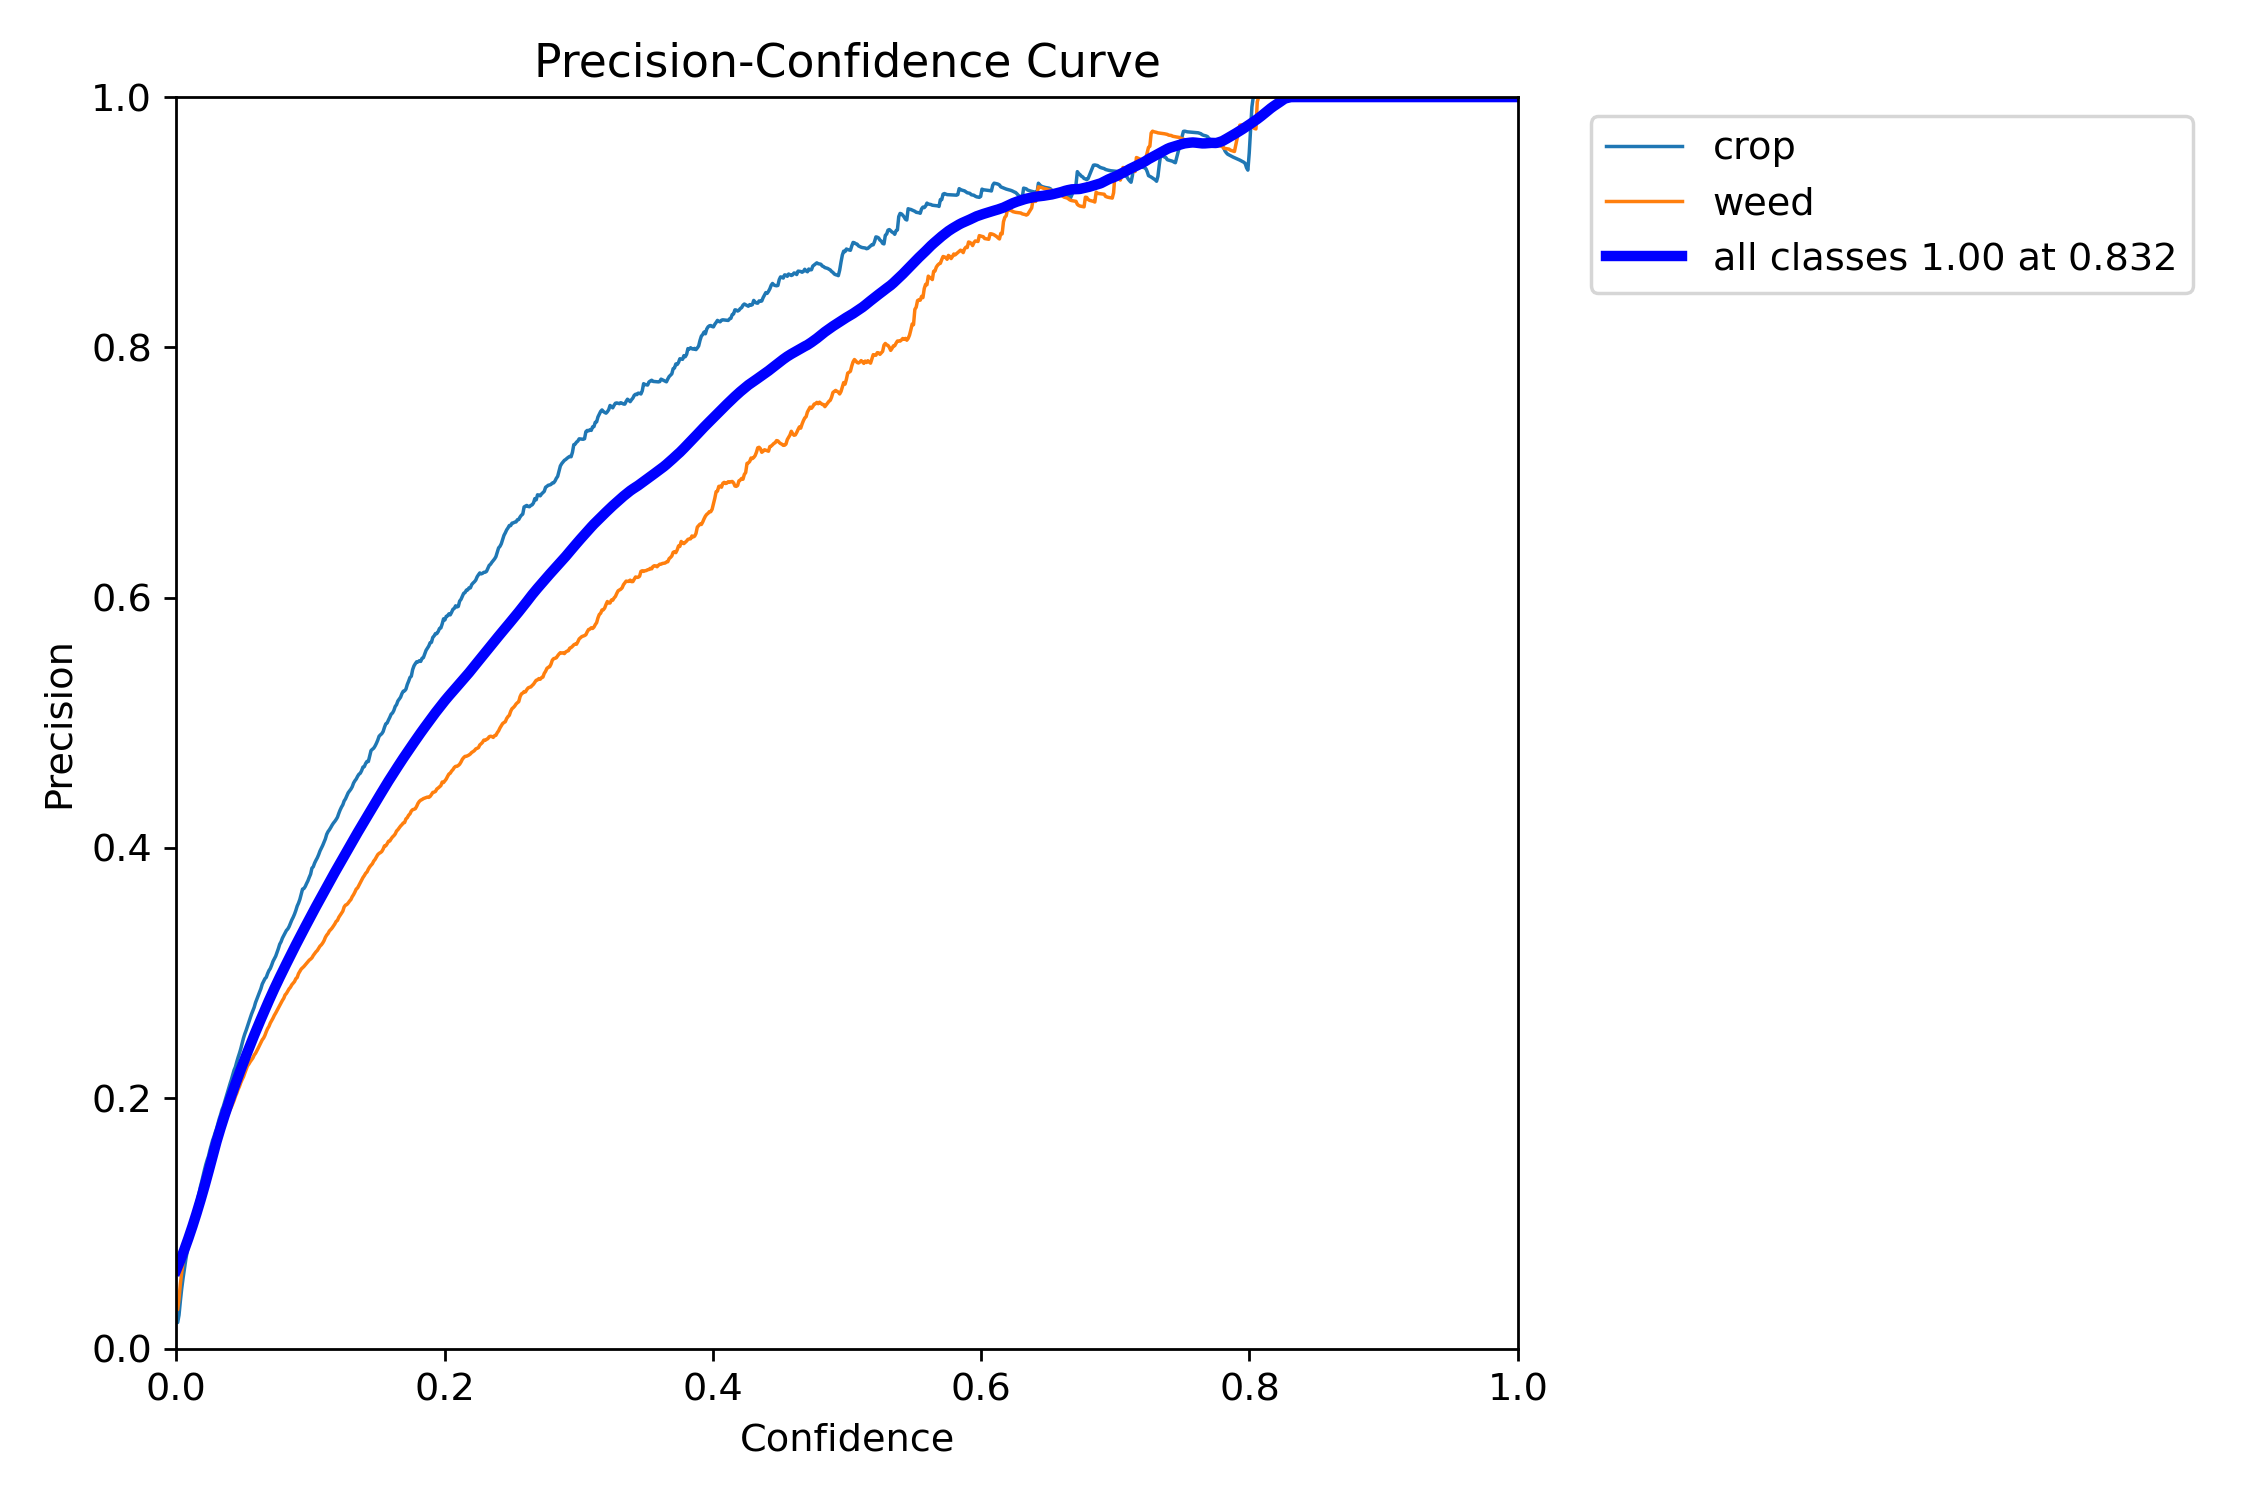 Precision-Confidence Curve
1.0
0.8
0.6
0.4
0.2
0.0
Precision
0.0 0.2 0.4 0.6 0.8 1.0
Confidence
crop
weed
all classes 1.00 at 0.832